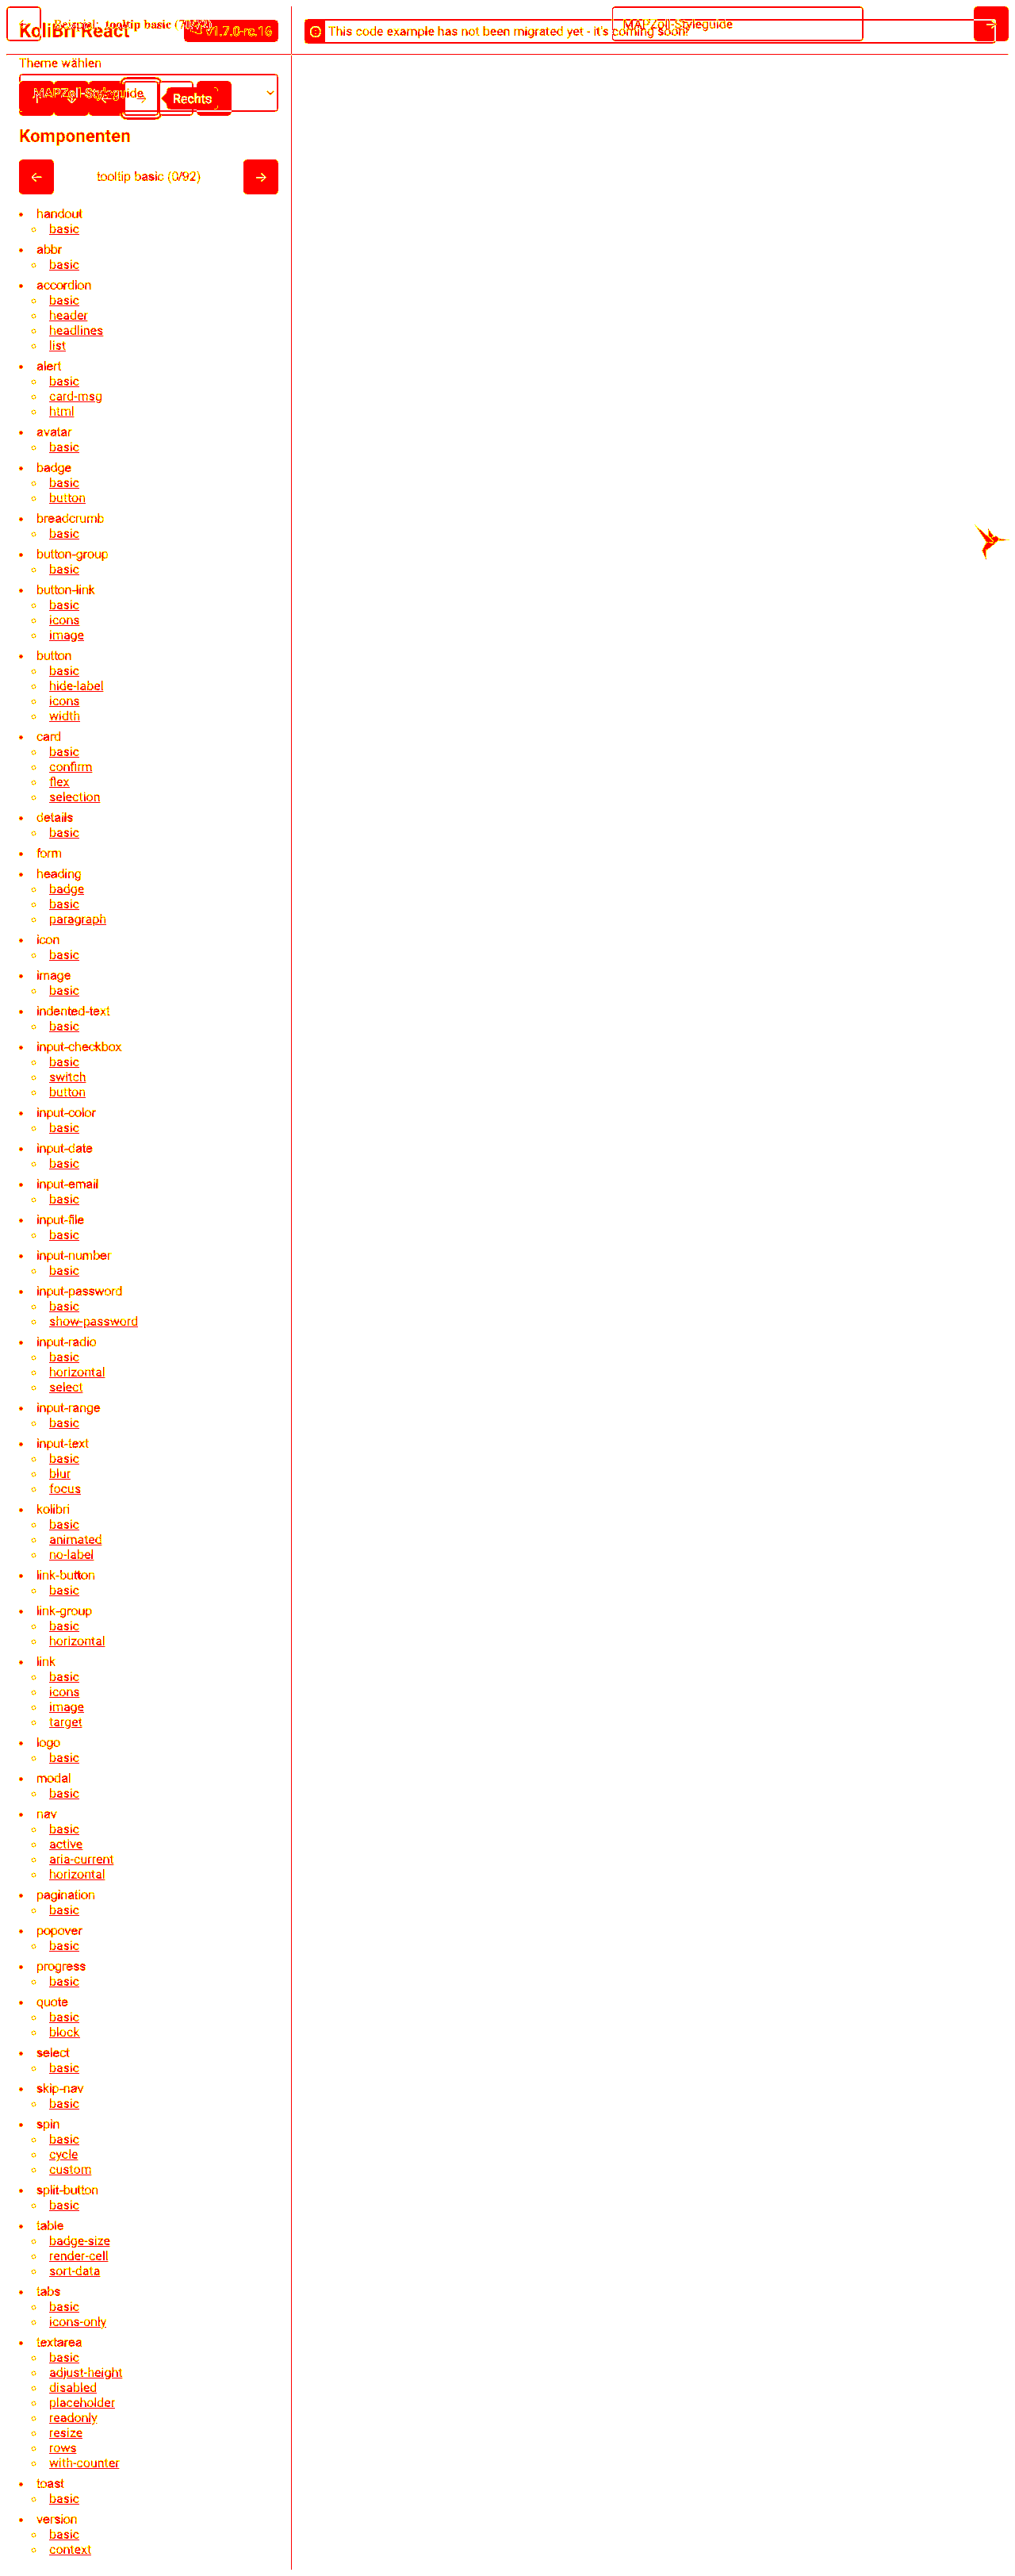 KoliBri React
v1.7.0-rc.16
This code example has not been migrated yet - it's coming soon!
MAPZoll-Styleguide
Theme wählen
MAPZoll-Styleguide
Rechts
Komponenten
tooltip basic (0/92)
handout
basic
abbr
basic
accordion
basic
header
headlines
list
alert
basic
card-msg
html
avatar
basic
badge
basic
button
breadcrumb
basic
button-group
basic
button-link
basic
icons
image
button
basic
hide-label
icons
width
card
basic
confirm
flex
selection
details
basic
form
heading
badge
basic
paragraph
icon
basic
image
basic
indented-text
basic
input-checkbox
basic
switch
button
input-color
basic
input-date
basic
input-email
basic
input-file
basic
input-number
basic
input-password
basic
show-password
input-radio
basic
horizontal
select
input-range
basic
input-text
basic
blur
focus
kolibri
basic
animated
no-label
link-button
basic
link-group
basic
horizontal
link
basic
icons
image
target
logo
basic
modal
basic
nav
basic
active
aria-current
horizontal
pagination
basic
popover
basic
progress
basic
quote
basic
block
select
basic
skip-nav
basic
spin
basic
cycle
custom
split-button
basic
table
badge-size
render-cell
sort-data
tabs
basic
icons-only
textarea
basic
adjust-height
disabled
placeholder
readonly
resize
rows
with-counter
toast
basic
version
basic
context